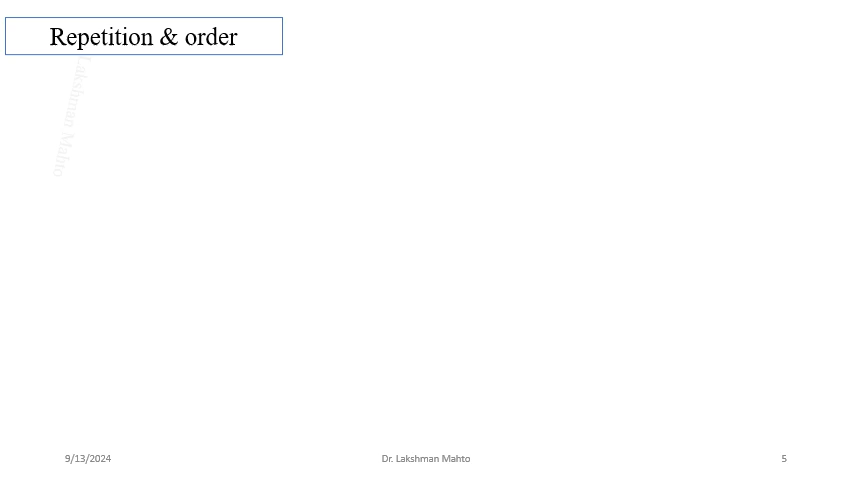 Repetition & order
Lakshman Mahto
9/13/2024
Dr. Lakshman Mahto
5